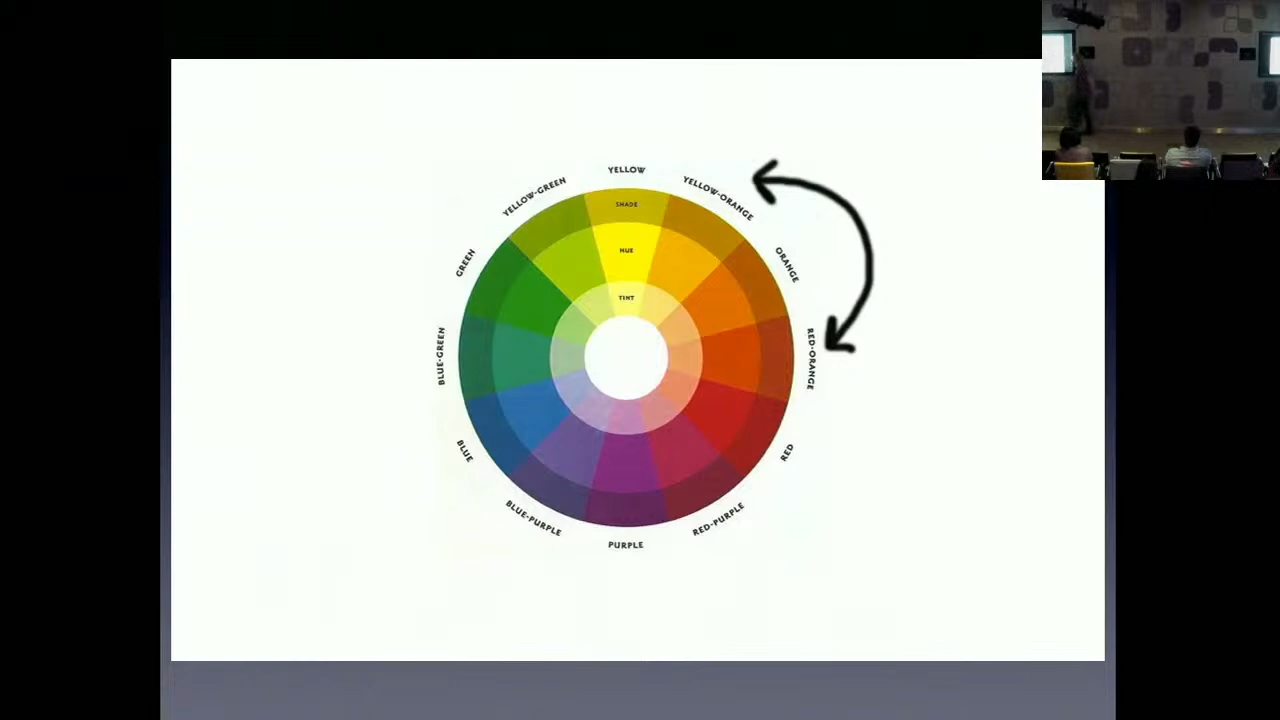 YELLOW
YELLOW-GREEN
YELLOW-ORANGE
SHADE
HUE
TINT
GREEN
ORANGE
BLUE-GREEN
RED-ORANGE
BLUE
RED
BLUE-PURPLE
RED-PURPLE
PURPLE